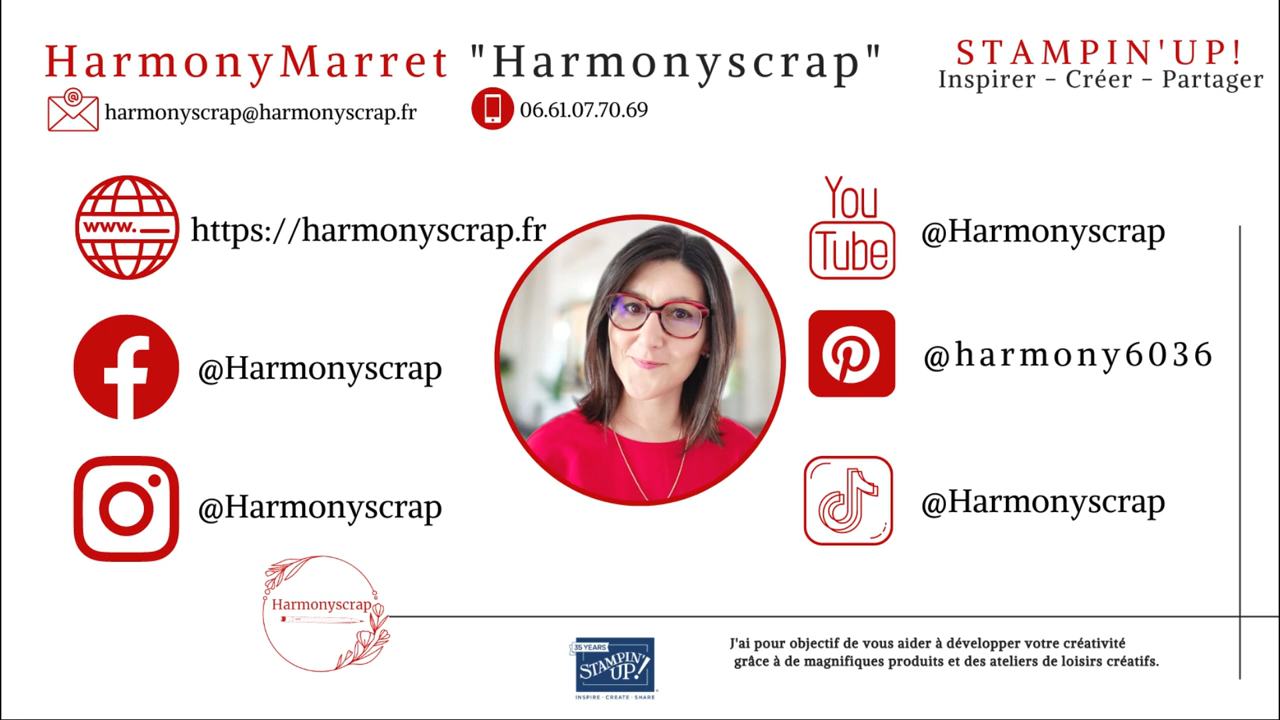 HarmonyMarret "Harmonyscrap"
STAMPIN'UP!
Inspirer – Créer – Partager
@
harmonyscrap@harmonyscrap.fr
06.61.07.70.69
www.
https://harmonyscrap.fr
You
Tube
@Harmonyscrap
@Harmonyscrap
@harmony6036
@Harmonyscrap
@Harmonyscrap
Harmonyscrap
35 YEARS
STAMPIN' UP!
INSPIRE · CREATE · SHARE
J'ai pour objectif de vous aider à développer votre créativité
grâce à de magnifiques produits et des ateliers de loisirs créatifs.